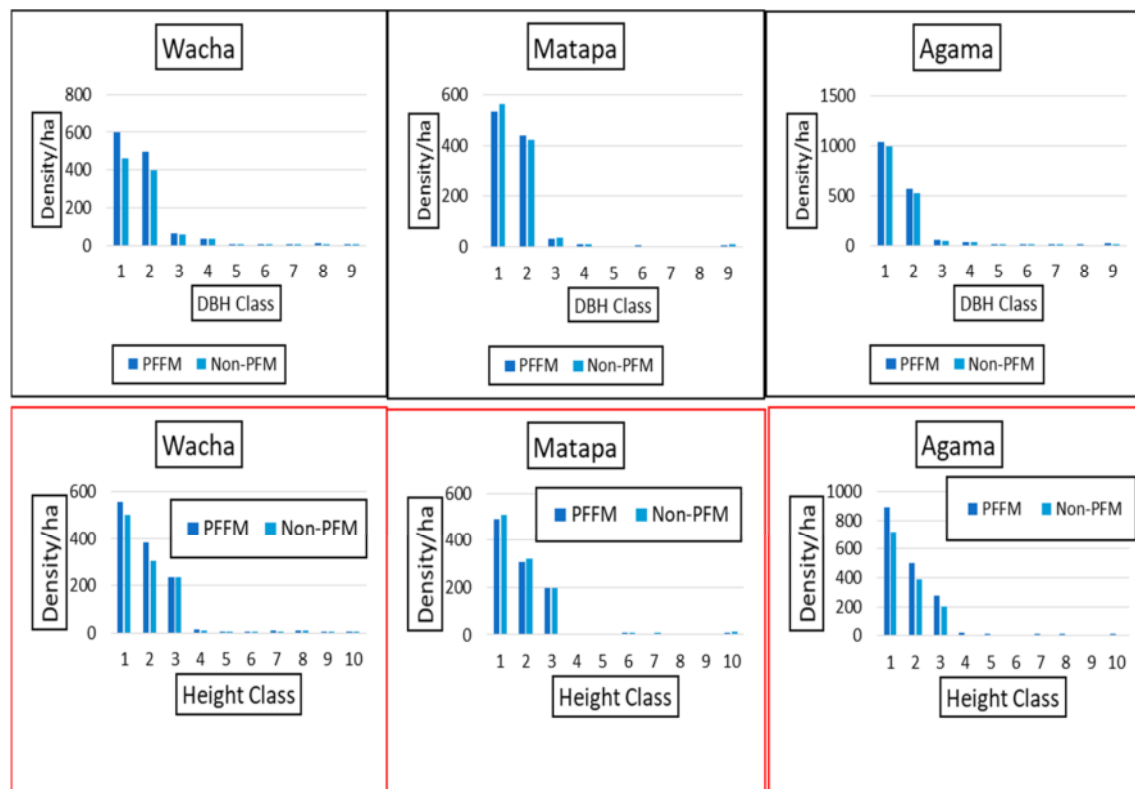 Wacha
Density/ha
800
600
400
200
0
1 2 3 4 5 6 7 8 9
DBH Class
PFFM Non-PFM
Matapa
Density/ha
600
400
200
0
1 2 3 4 5 6 7 8 9
DBH Class
PFFM Non-PFM
Agama
Density/ha
1500
1000
500
0
1 2 3 4 5 6 7 8 9
DBH Class
PFFM Non-PFM
Wacha
Density/ha
600
400
200
0
PFFM Non-PFM
1 2 3 4 5 6 7 8 9 10
Height Class
Matapa
Density/ha
600
400
200
0
PFFM Non-PFM
1 2 3 4 5 6 7 8 9 10
Height Class
Agama
Density/ha
1000
800
600
400
200
0
PFFM Non-PFM
1 2 3 4 5 6 7 8 9 10
Height Class